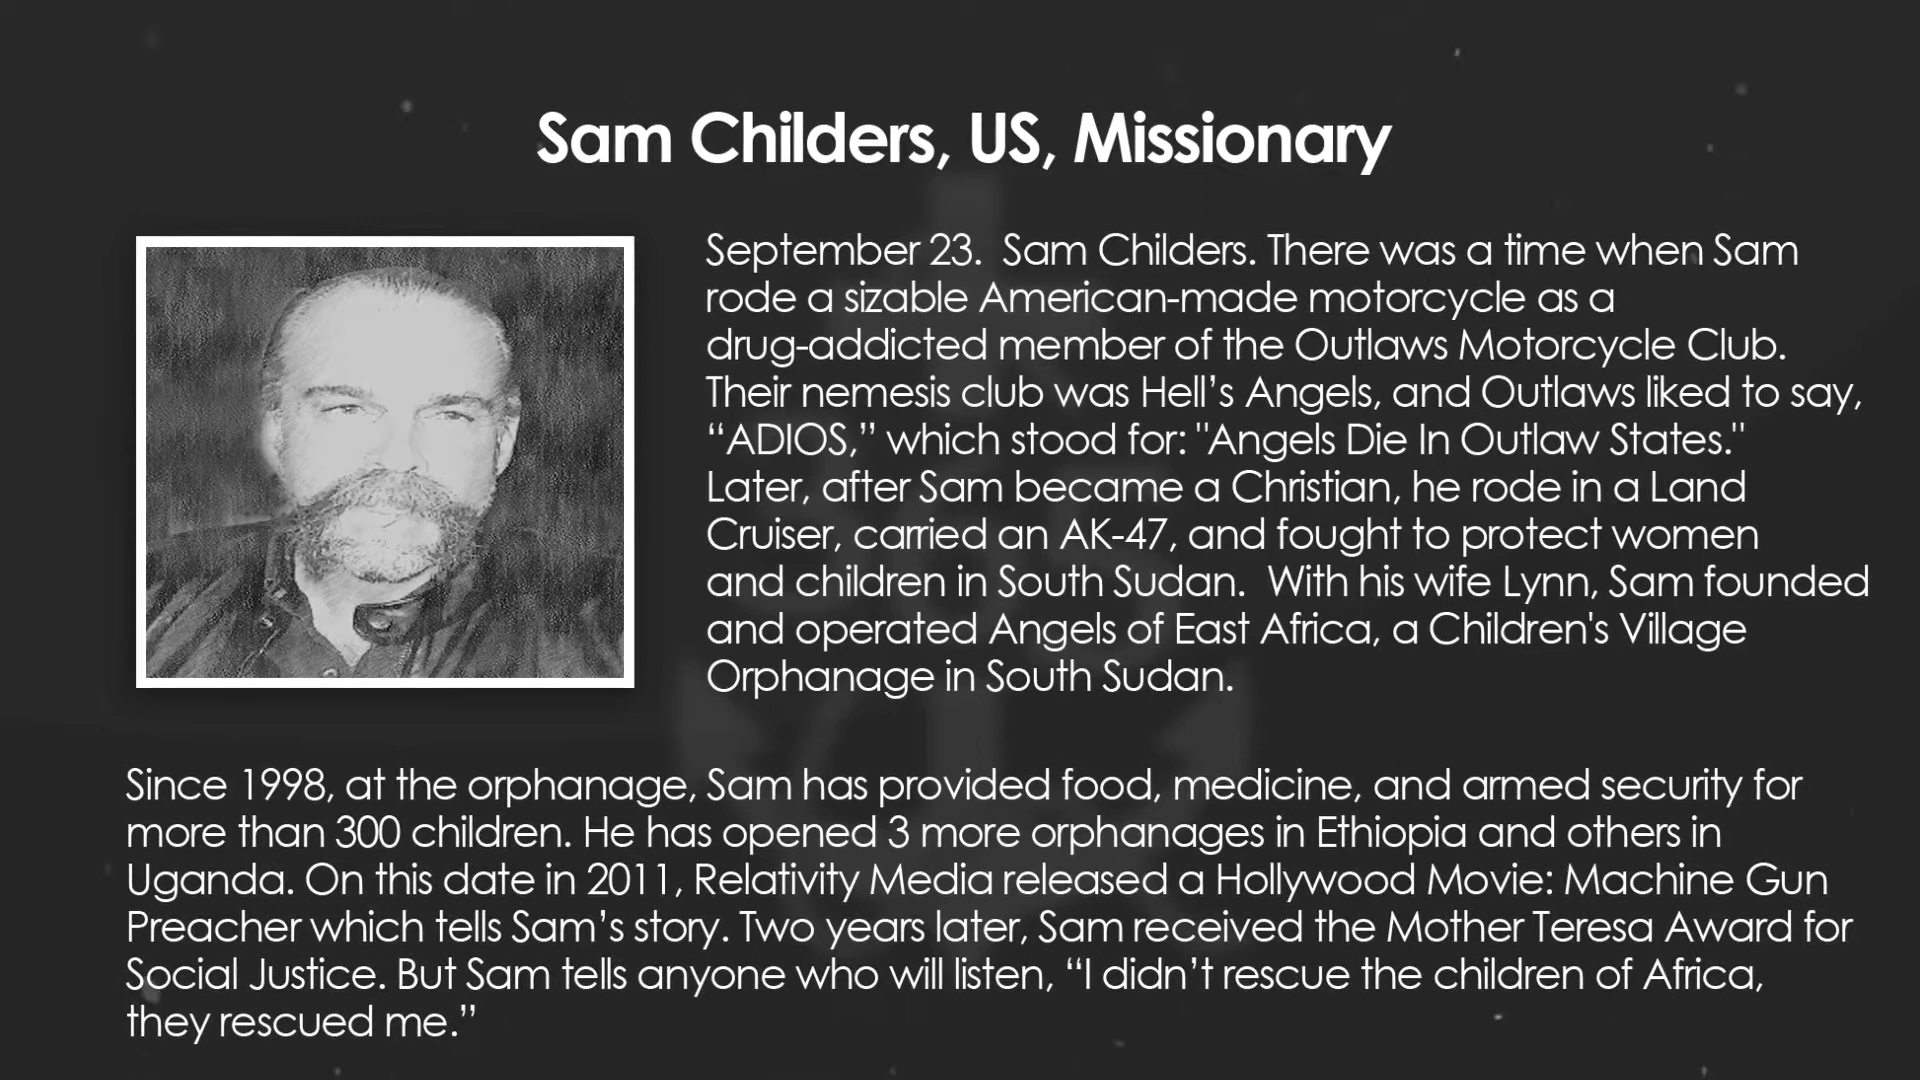 Sam Childers, US, Missionary
September 23.  Sam Childers. There was a time when Sam
rode a sizable American-made motorcycle as a
drug-addicted member of the Outlaws Motorcycle Club.
Their nemesis club was Hell’s Angels, and Outlaws liked to say,
“ADIOS,” which stood for: "Angels Die In Outlaw States."
Later, after Sam became a Christian, he rode in a Land
Cruiser, carried an AK-47, and fought to protect women
and children in South Sudan.  With his wife Lynn, Sam founded
and operated Angels of East Africa, a Children's Village
Orphanage in South Sudan.
Since 1998, at the orphanage, Sam has provided food, medicine, and armed security for
more than 300 children. He has opened 3 more orphanages in Ethiopia and others in
Uganda. On this date in 2011, Relativity Media released a Hollywood Movie: Machine Gun
Preacher which tells Sam’s story. Two years later, Sam received the Mother Teresa Award for
Social Justice. But Sam tells anyone who will listen, “I didn’t rescue the children of Africa,
they rescued me.”